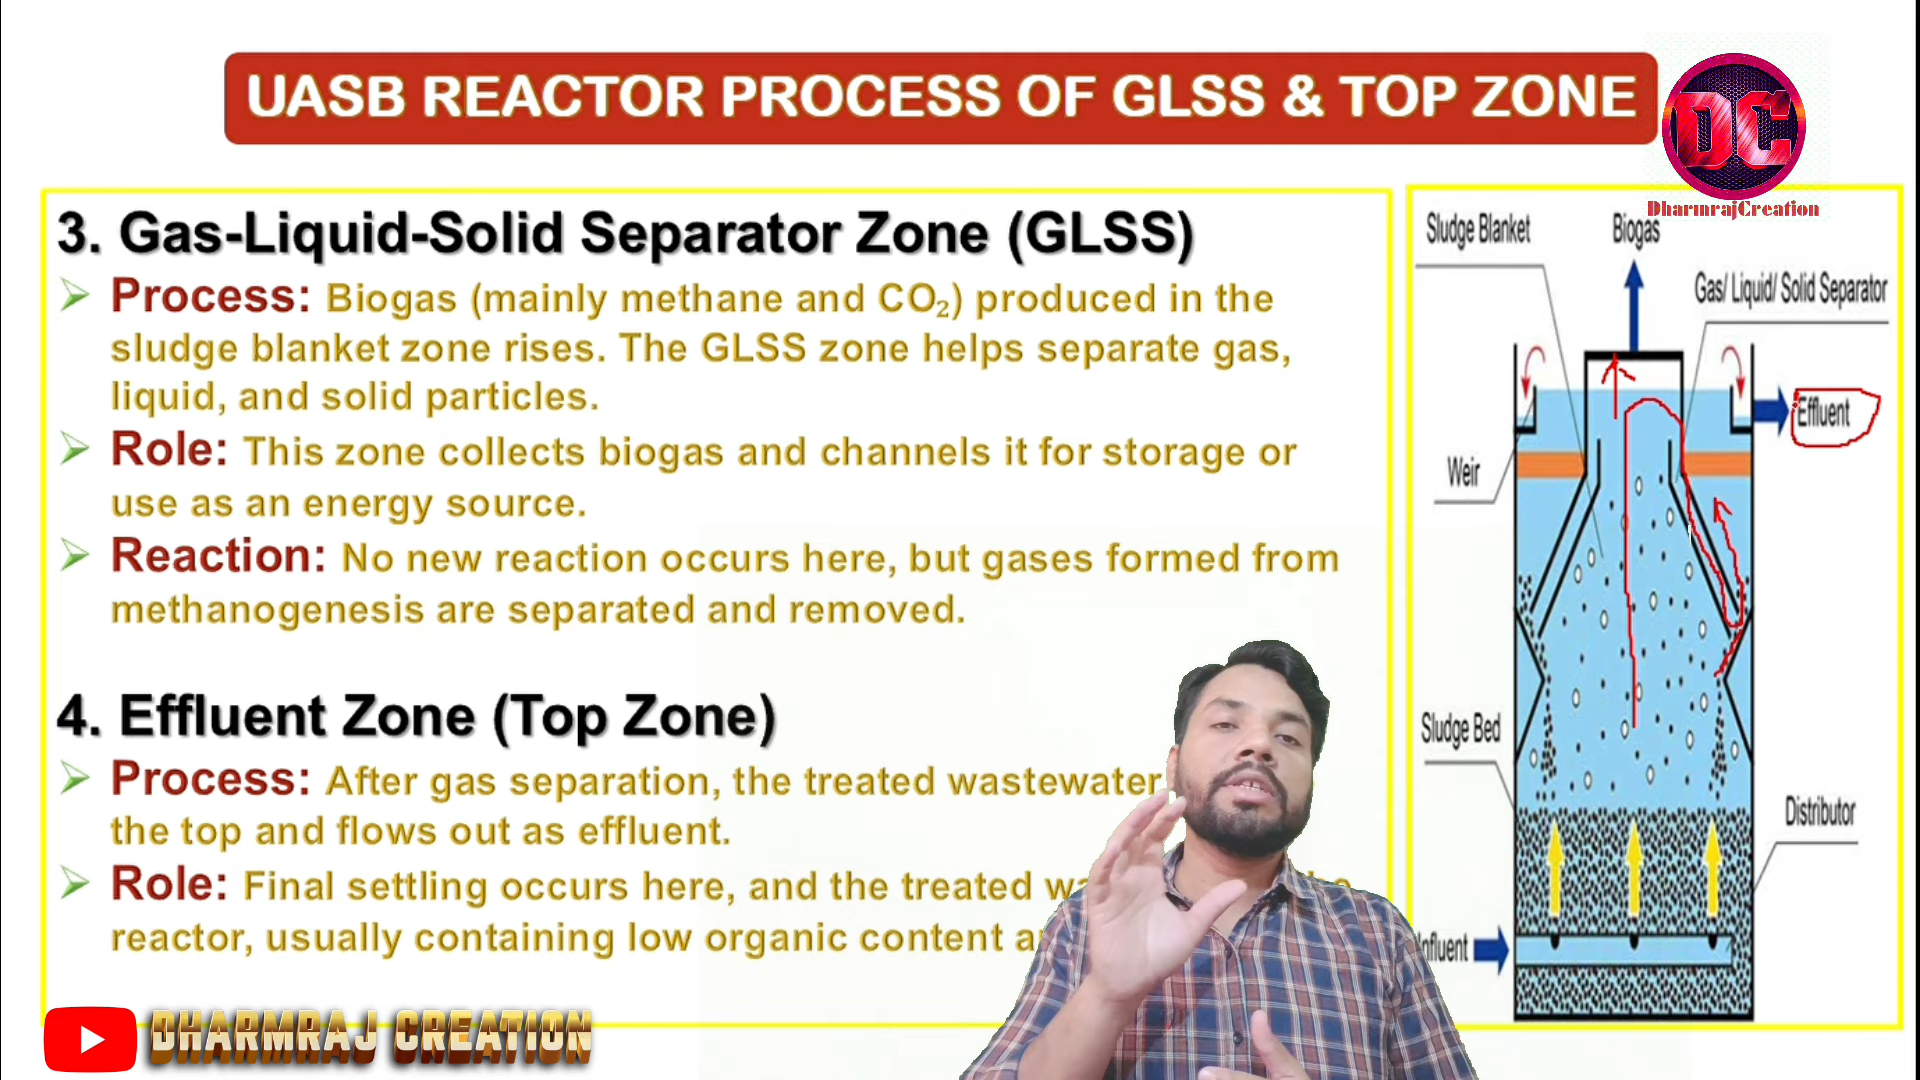 UASB REACTOR PROCESS OF GLSS & TOP ZONE
DC
DharmrajCreation
3. Gas-Liquid-Solid Separator Zone (GLSS)
Process: Biogas (mainly methane and CO₂) produced in the
sludge blanket zone rises. The GLSS zone helps separate gas,
liquid, and solid particles.
Role: This zone collects biogas and channels it for storage or
use as an energy source.
Reaction: No new reaction occurs here, but gases formed from
methanogenesis are separated and removed.
4. Effluent Zone (Top Zone)
Process: After gas separation, the treated wastewater
the top and flows out as effluent.
Role: Final settling occurs here, and the treated
reactor, usually containing low organic content
Sludge Blanket
Biogas
Gas/ Liquid/ Solid Separator
Effluent
Weir
Sludge Bed
Distributor
Influent
DHARMRAJ CREATION